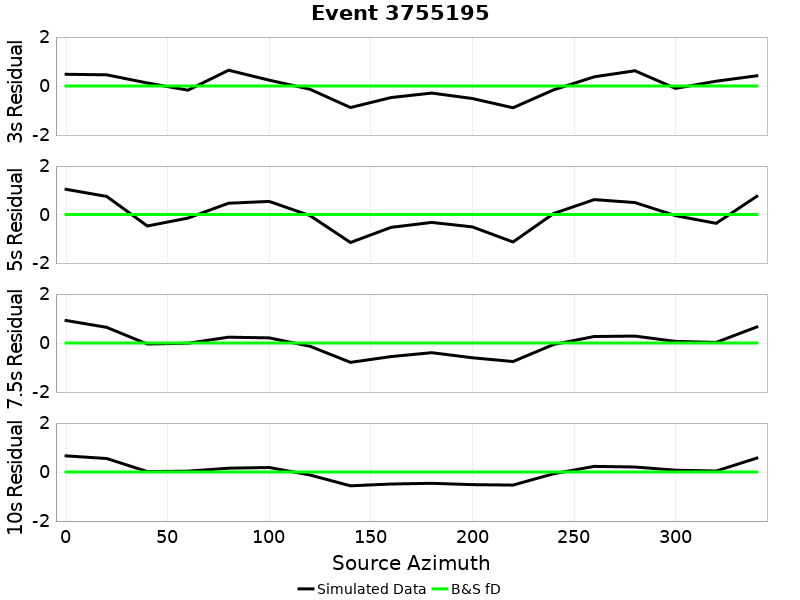 Event 3755195
3s Residual
2
0
-2
5s Residual
2
0
-2
7.5s Residual
2
0
-2
10s Residual
2
0
-2
0 50 100 150 200 250 300
Source Azimuth
Simulated Data B&S fD